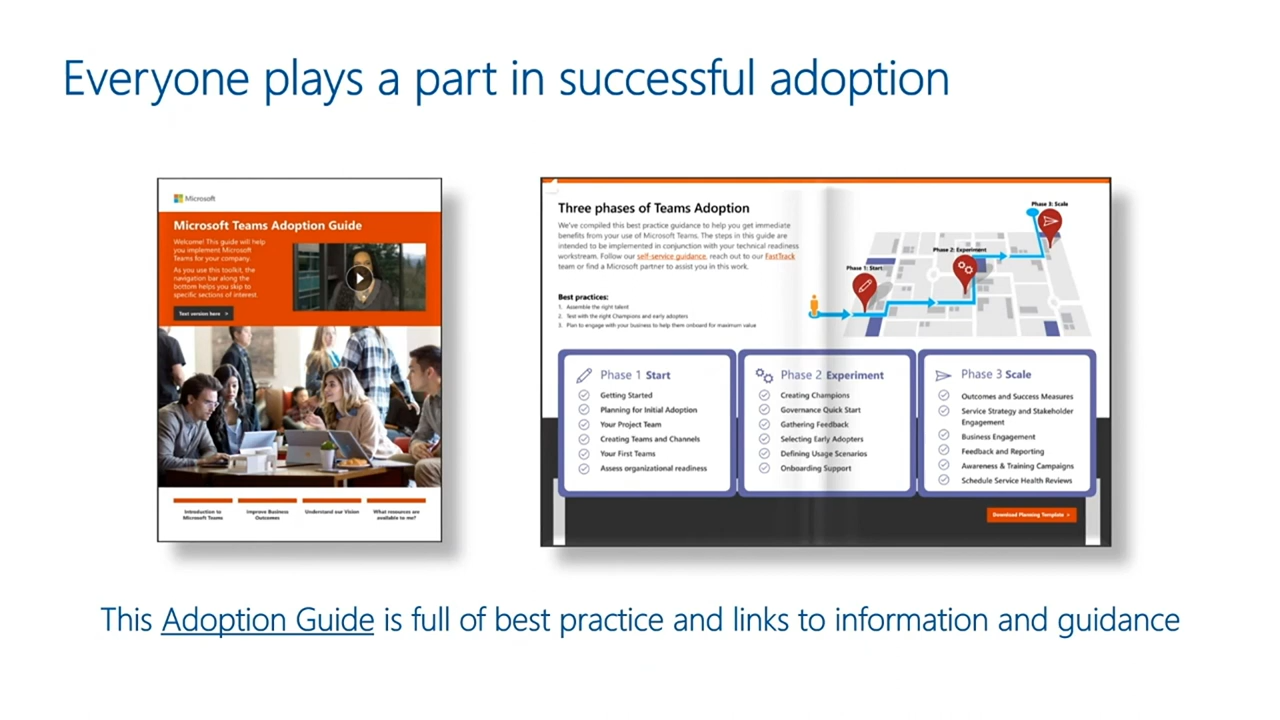 Everyone plays a part in successful adoption
Microsoft
Microsoft Teams Adoption Guide
Welcome! This guide will help
you implement Microsoft
Teams for your company.
As you use this toolkit, the
navigation bar along the
bottom helps you skip to
specific sections of interest.
Text version here >
Introduction to
Microsoft Teams
Improve Business
Outcomes
Understand our Vision
What resources are
available to me?
Three phases of Teams Adoption
We've compiled this best practice guidance to help you get immediate
benefits from your use of Microsoft Teams. The steps in this guide are
intended to be implemented in conjunction with your technical readiness
workstream. Follow our self-service guidance, reach out to our FastTrack
team or find a Microsoft partner to assist you in this work.
Best practices:
1. Assemble the right talent
2. Test with the right Champions and early adopters
3. Plan to engage with your business to help them onboard for maximum value
Phase 1: Start
Phase 2: Experiment
Phase 3: Scale
Phase 1 Start
Getting Started
Planning for Initial Adoption
Your Project Team
Creating Teams and Channels
Your First Teams
Assess organizational readiness
Phase 2 Experiment
Creating Champions
Governance Quick Start
Gathering Feedback
Selecting Early Adopters
Defining Usage Scenarios
Onboarding Support
Phase 3 Scale
Outcomes and Success Measures
Service Strategy and Stakeholder
Engagement
Business Engagement
Feedback and Reporting
Awareness & Training Campaigns
Schedule Service Health Reviews
Download Planning Template >
This Adoption Guide is full of best practice and links to information and guidance